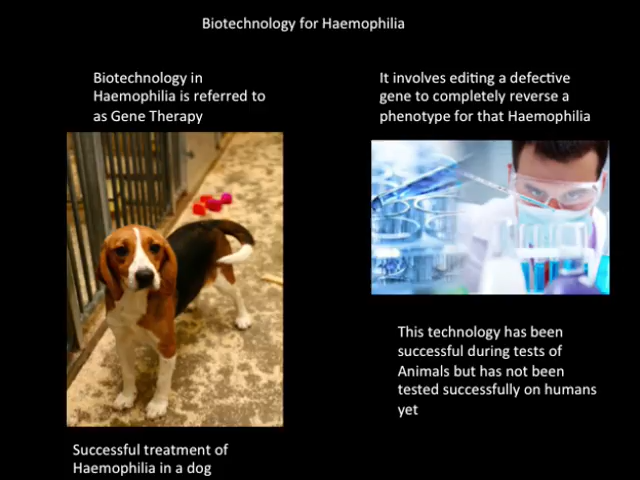 Biotechnology for Haemophilia
Biotechnology in
Haemophilia is referred to
as Gene Therapy
It involves editing a defective
gene to completely reverse a
phenotype for that Haemophilia
This technology has been
successful during tests of
Animals but has not been
tested successfully on humans
yet
Successful treatment of
Haemophilia in a dog